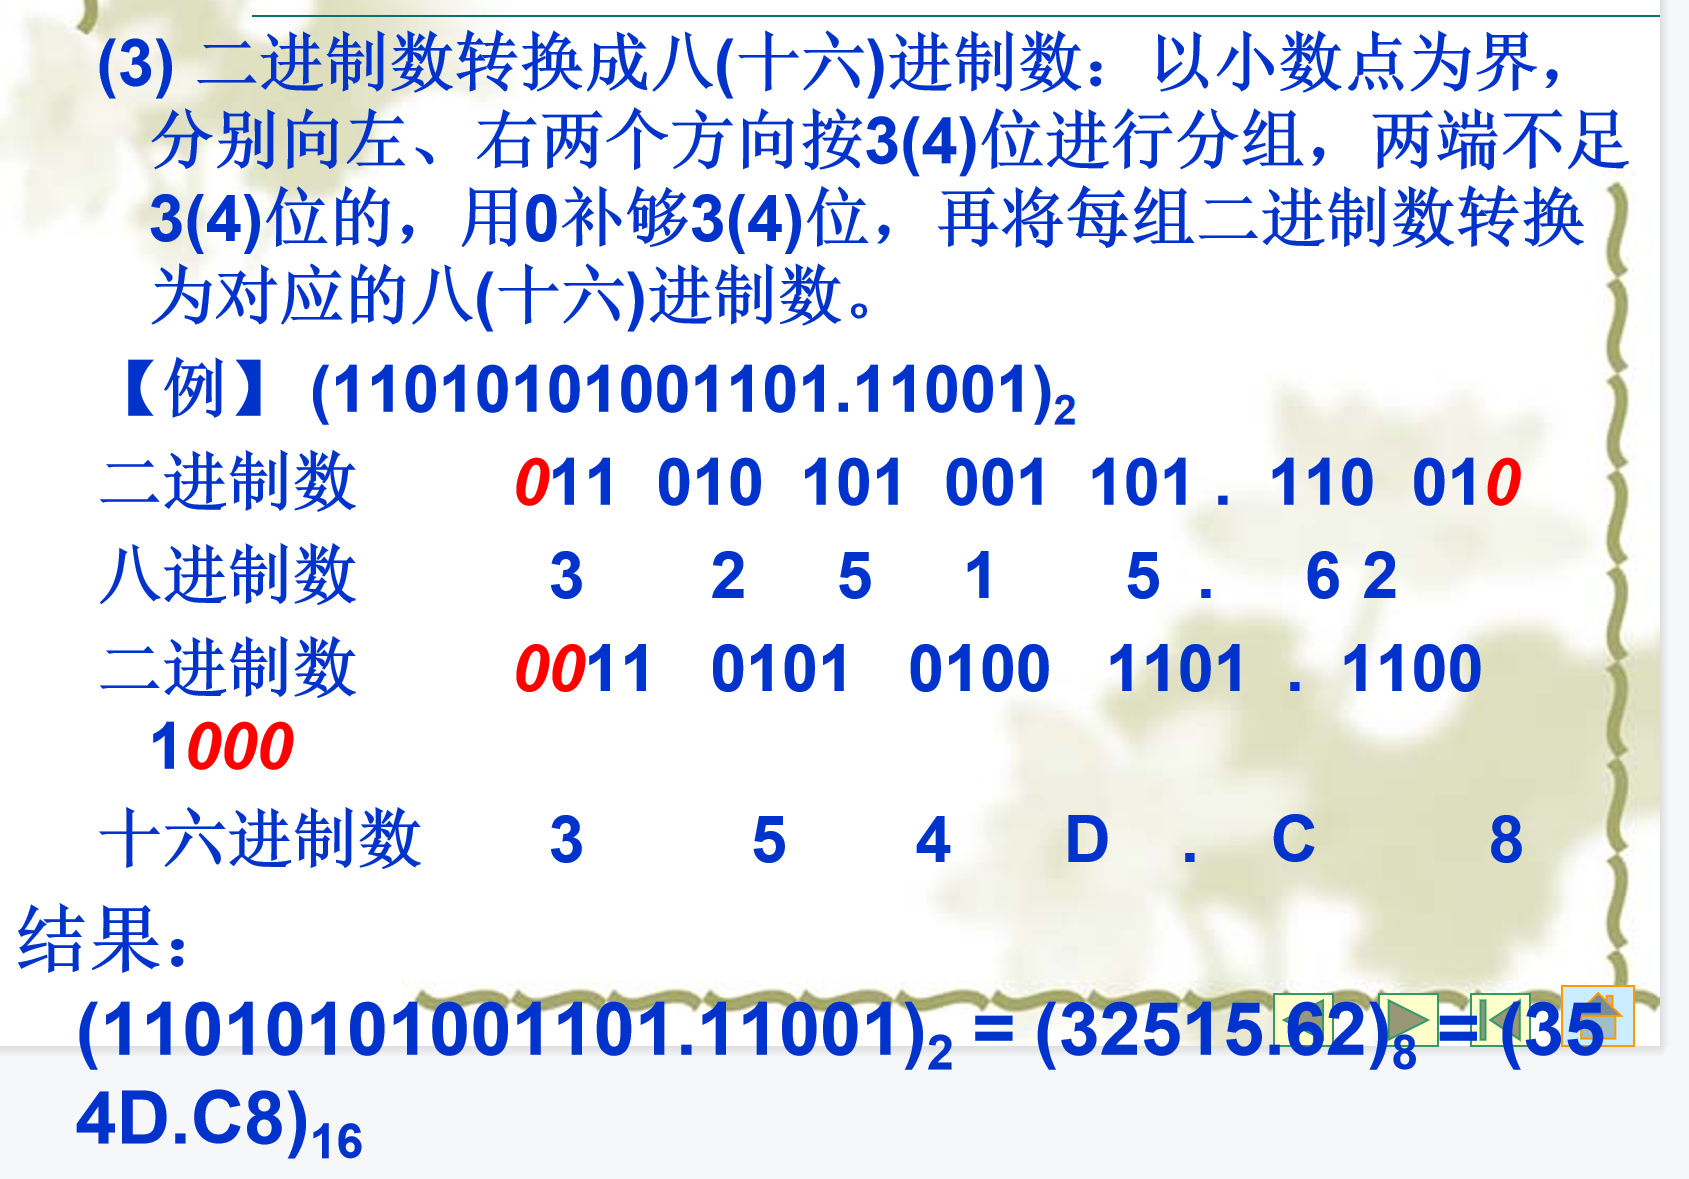 (3) 二进制数转换成八(十六)进制数：以小数点为界，
分别向左、右两个方向按3(4)位进行分组，两端不足
3(4)位的，用0补够3(4)位，再将每组二进制数转换
为对应的八(十六)进制数。
【例】 (11010101001101.11001)₂
二进制数 011 010 101 001 101 . 110 010
八进制数 3 2 5 1 5 . 6 2
二进制数 0011 0101 0100 1101 . 1100
1000
十六进制数 3 5 4 D . C 8
结果：
(11010101001101.11001)₂ = (32515.62)₈ = (35
4D.C8)₁₆